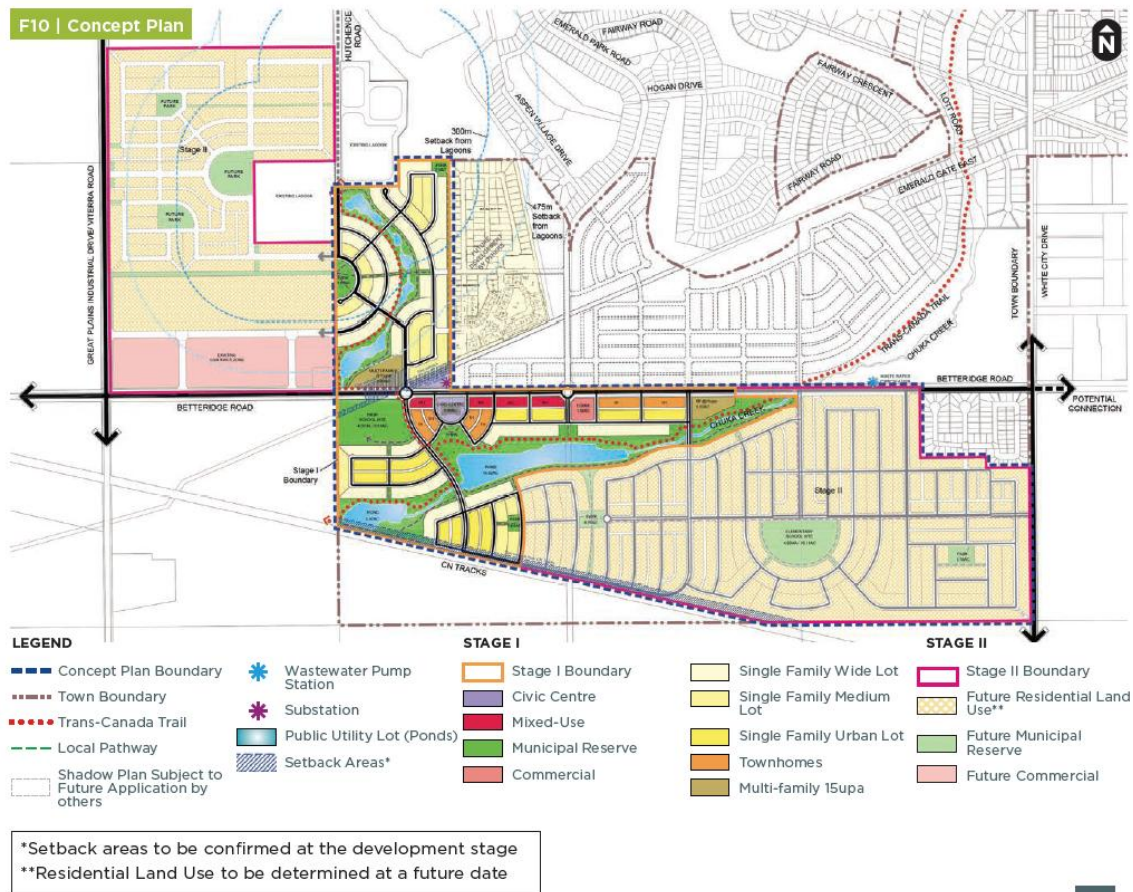 F10 | Concept Plan
N
HUTCHENCE
ROAD
FAIRWAY ROAD
EMERALD PARK ROAD
HOGAN DRIVE
FAIRWAY CRESCENT
LOTT ROAD
ASPEN VILLAGE DRIVE
300m
Setback from
Lagoons
FAIRWAY ROAD
EMERALD GATE EAST
FUTURE
PARK
Stage II
FUTURE
PARK
FUTURE
PARK
EXISTING LAGOON
EXISTING LAGOON
475m
Setback
from
Lagoons
GREAT PLAINS INDUSTRIAL DRIVE/ VITERRA ROAD
TOWN BOUNDARY
WHITE CITY DRIVE
TRANS-CANADA TRAIL
CHUKA CREEK
BETTERIDGE ROAD
BETTERIDGE ROAD
POTENTIAL
CONNECTION
CHUKA CREEK
Stage I
Boundary
Stage II
CN TRACKS
LEGEND
Concept Plan Boundary
Town Boundary
Trans-Canada Trail
Local Pathway
Shadow Plan Subject to
Future Application by
others
Wastewater Pump
Station
Substation
Public Utility Lot (Ponds)
Setback Areas*
STAGE I
Stage I Boundary
Civic Centre
Mixed-Use
Municipal Reserve
Commercial
Single Family Wide Lot
Single Family Medium
Lot
Single Family Urban Lot
Townhomes
Multi-family 15upa
STAGE II
Stage II Boundary
Future Residential Land
Use**
Future Municipal
Reserve
Future Commercial
*Setback areas to be confirmed at the development stage
**Residential Land Use to be determined at a future date